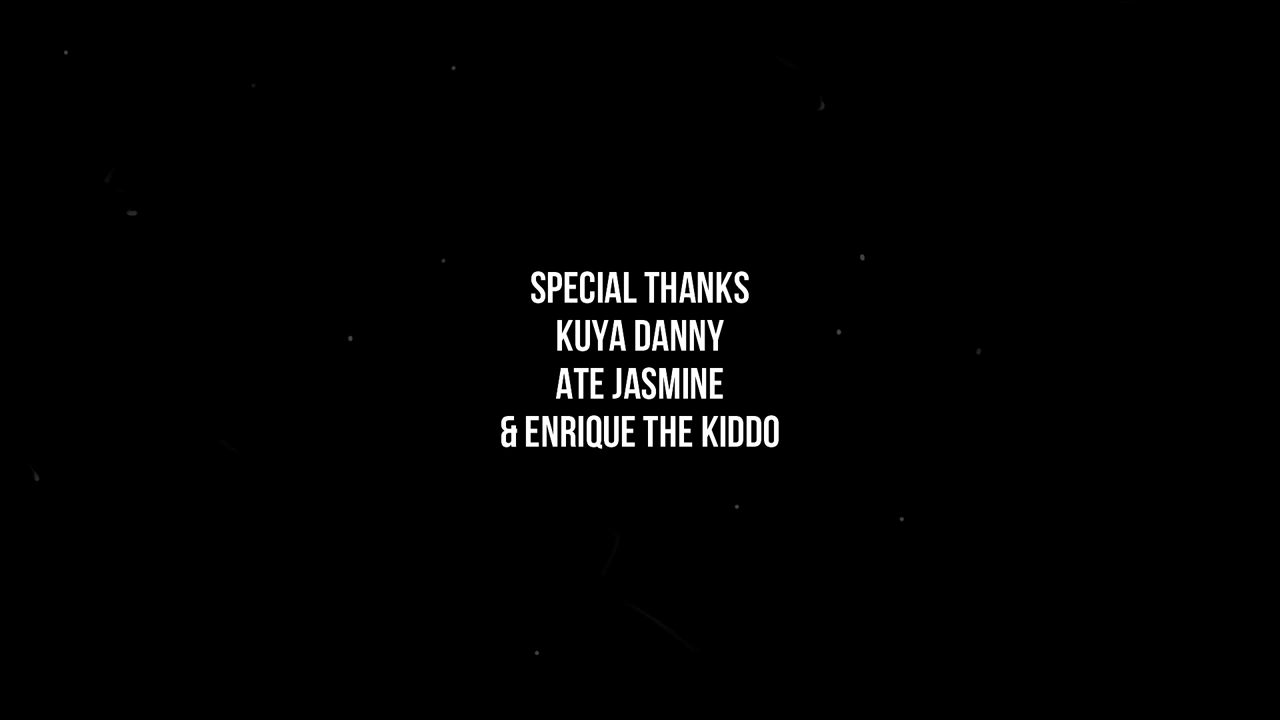 SPECIAL THANKS
KUYA DANNY
ATE JASMINE
& ENRIQUE THE KIDDO